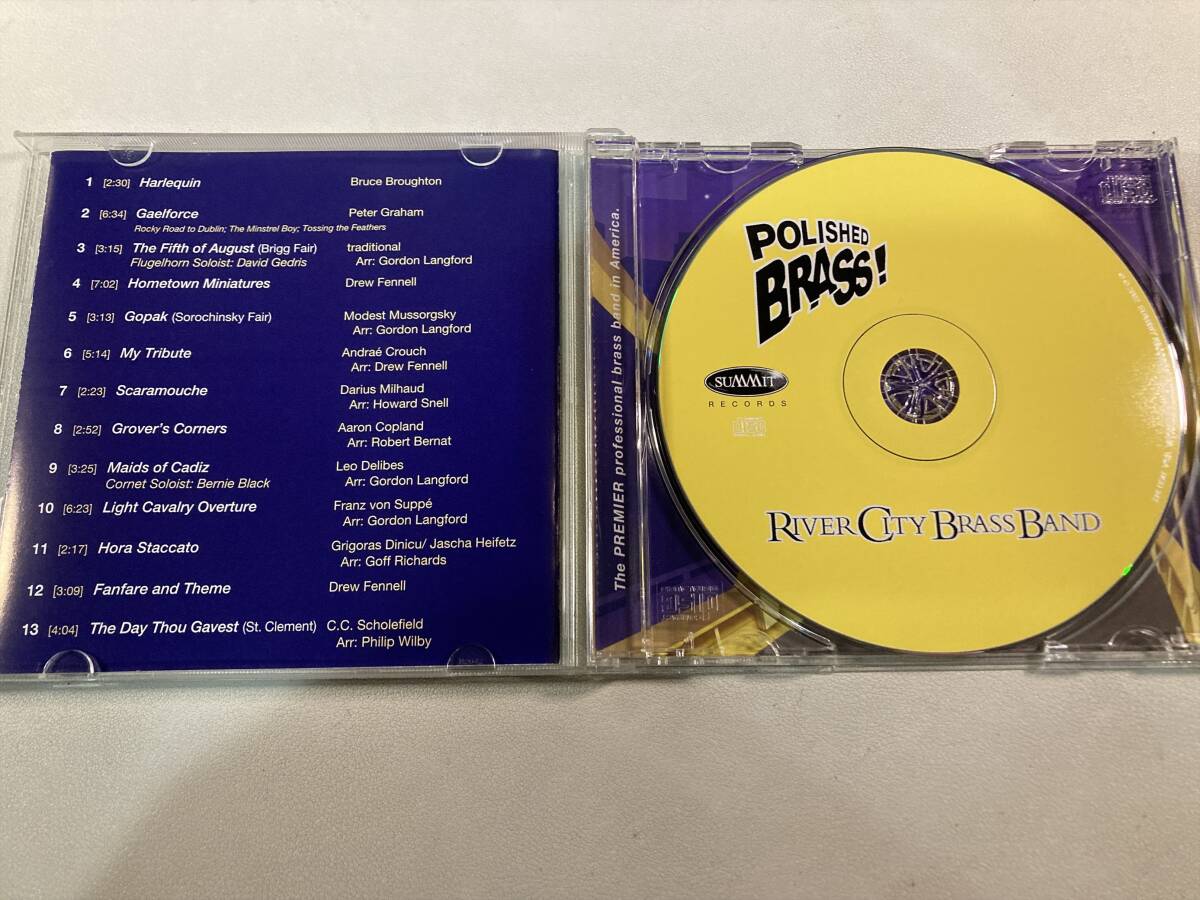 1 [2:30] Harlequin Bruce Broughton
2 [6:34] Gaelforce Peter Graham
Rocky Road to Dublin; The Minstrel Boy; Tossing the Feathers
3 [3:15] The Fifth of August (Brigg Fair) traditional
Flugelhorn Soloist: David Gedris Arr: Gordon Langford
4 [7:02] Hometown Miniatures Drew Fennell
5 [3:13] Gopak (Sorochinsky Fair) Modest Mussorgsky
Arr: Gordon Langford
6 [5:14] My Tribute Andraé Crouch
Arr: Drew Fennell
7 [2:23] Scaramouche Darius Milhaud
Arr: Howard Snell
8 [2:52] Grover's Corners Aaron Copland
Arr: Robert Bernat
9 [3:25] Maids of Cadiz Leo Delibes
Cornet Soloist: Bernie Black Arr: Gordon Langford
10 [6:23] Light Cavalry Overture Franz von Suppé
Arr: Gordon Langford
11 [2:17] Hora Staccato Grigoras Dinicu/ Jascha Heifetz
Arr: Goff Richards
12 [3:09] Fanfare and Theme Drew Fennell
13 [4:04] The Day Thou Gavest (St. Clement) C.C. Scholefield
Arr: Philip Wilby
The PREMIER professional brass band in America.
POLISHED
BRASS!
SUMMIT
RECORDS
disc
RIVER CITY BRASS BAND
disc
disc